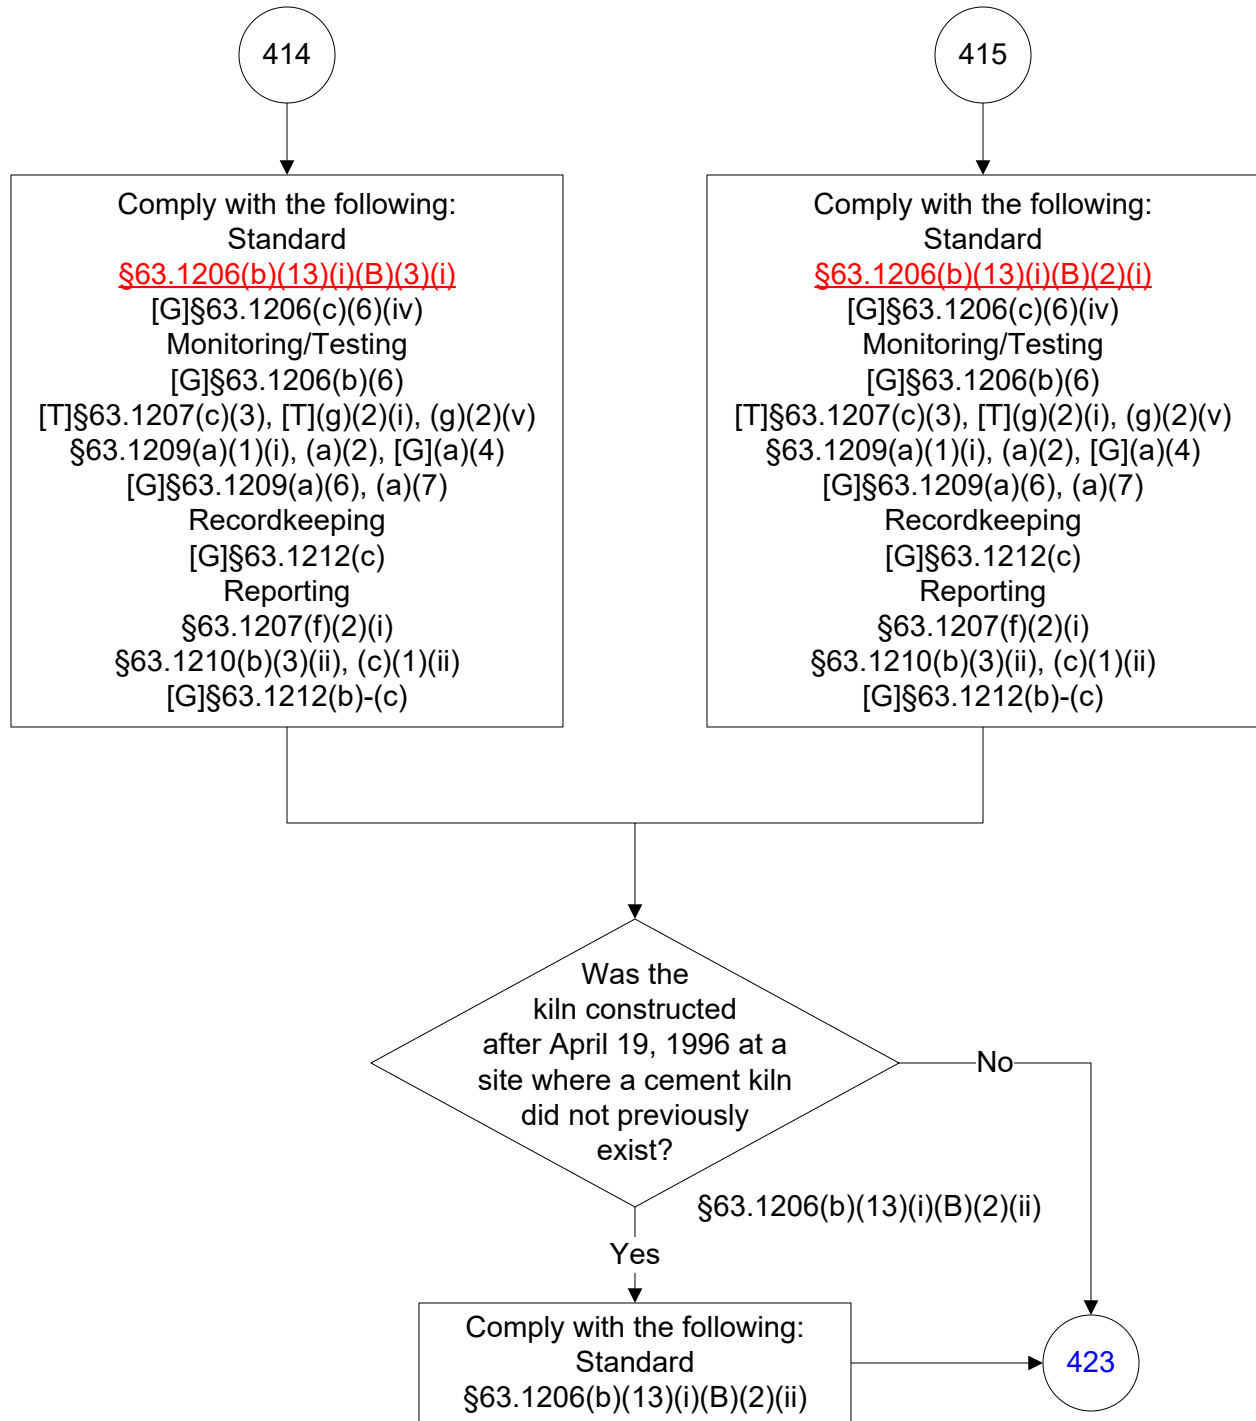 414
Comply with the following:
Standard
§63.1206(b)(13)(i)(B)(3)(i)
[G]§63.1206(c)(6)(iv)
Monitoring/Testing
[G]§63.1206(b)(6)
[T]§63.1207(c)(3), [T](g)(2)(i), (g)(2)(v)
§63.1209(a)(1)(i), (a)(2), [G](a)(4)
[G]§63.1209(a)(6), (a)(7)
Recordkeeping
[G]§63.1212(c)
Reporting
§63.1207(f)(2)(i)
§63.1210(b)(3)(ii), (c)(1)(ii)
[G]§63.1212(b)-(c)
415
Comply with the following:
Standard
§63.1206(b)(13)(i)(B)(2)(i)
[G]§63.1206(c)(6)(iv)
Monitoring/Testing
[G]§63.1206(b)(6)
[T]§63.1207(c)(3), [T](g)(2)(i), (g)(2)(v)
§63.1209(a)(1)(i), (a)(2), [G](a)(4)
[G]§63.1209(a)(6), (a)(7)
Recordkeeping
[G]§63.1212(c)
Reporting
§63.1207(f)(2)(i)
§63.1210(b)(3)(ii), (c)(1)(ii)
[G]§63.1212(b)-(c)
Was the
kiln constructed
after April 19, 1996 at a
site where a cement kiln
did not previously
exist?
No
§63.1206(b)(13)(i)(B)(2)(ii)
Yes
Comply with the following:
Standard
§63.1206(b)(13)(i)(B)(2)(ii)
423